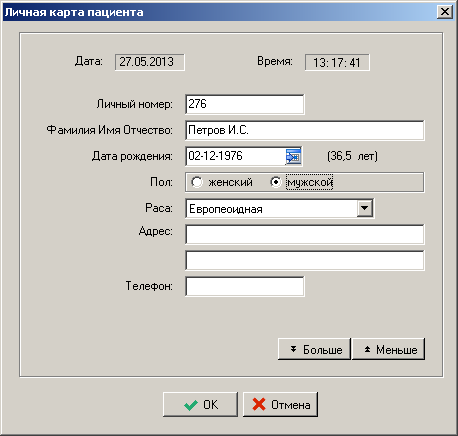 Личная карта пациента
Дата: 27.05.2013 Время: 13:17:41
Личный номер: 276
Фамилия Имя Отчество: Петров И.С.
Дата рождения: 02-12-1976 (36,5 лет)
Пол: женский мужской
Раса: Европеоидная
Адрес:
Телефон:
Больше Меньше
OK Отмена